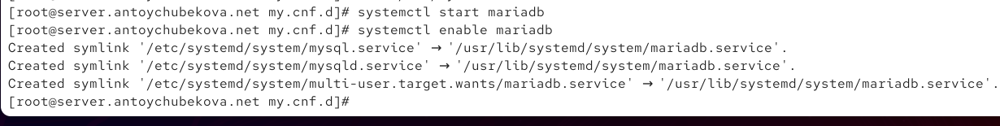 [root@server.antoychubekova.net my.cnf.d]# systemctl start mariadb
[root@server.antoychubekova.net my.cnf.d]# systemctl enable mariadb
Created symlink '/etc/systemd/system/mysql.service' → '/usr/lib/systemd/system/mariadb.service'.
Created symlink '/etc/systemd/system/mysqld.service' → '/usr/lib/systemd/system/mariadb.service'.
Created symlink '/etc/systemd/system/multi-user.target.wants/mariadb.service' → '/usr/lib/systemd/system/mariadb.service'.
[root@server.antoychubekova.net my.cnf.d]#